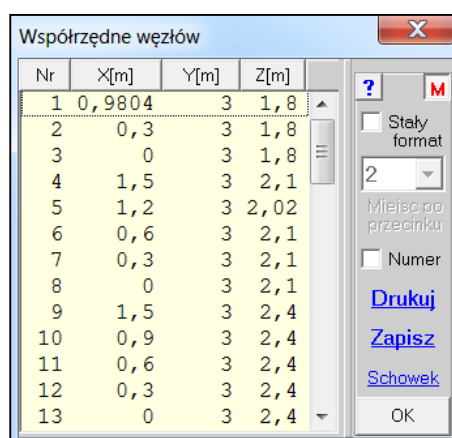 Współrzędne węzłów
Nr X[m] Y[m] Z[m]
1 0,9804 3 1,8
2 0,3 3 1,8
3 0 3 1,8
4 1,5 3 2,1
5 1,2 3 2,02
6 0,6 3 2,1
7 0,3 3 2,1
8 0 3 2,1
9 1,5 3 2,4
10 0,9 3 2,4
11 0,6 3 2,4
12 0,3 3 2,4
13 0 3 2,4
? M
Stały
format
2
Miejsc po
przecinku
Numer
Drukuj
Zapisz
Schowek
OK